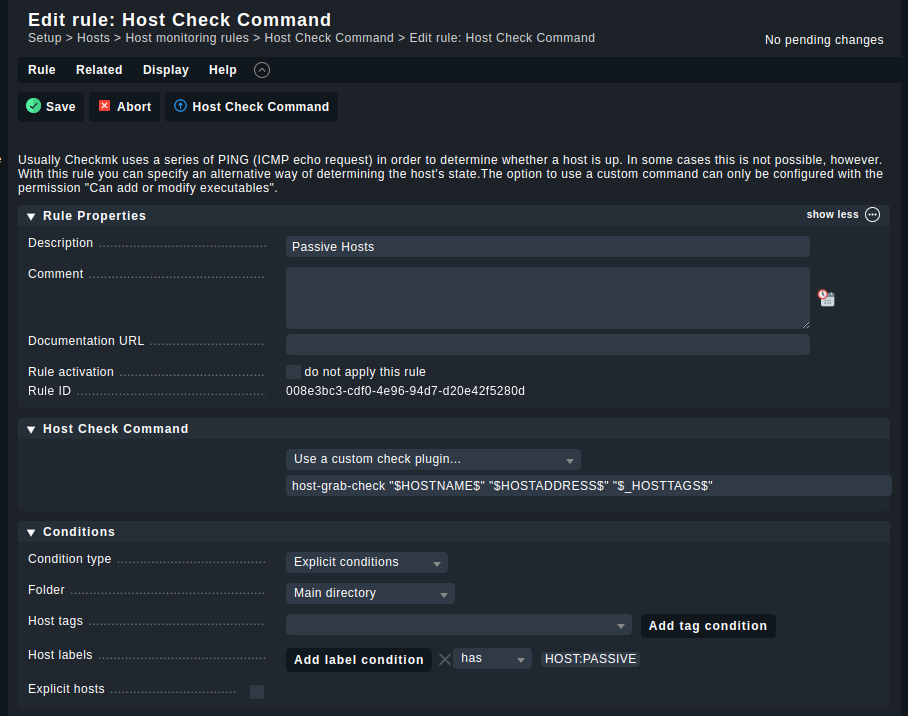 Edit rule: Host Check Command
Setup > Hosts > Host monitoring rules > Host Check Command > Edit rule: Host Check Command
No pending changes
Rule Related Display Help
Save Abort Host Check Command
Usually Checkmk uses a series of PING (ICMP echo request) in order to determine whether a host is up. In some cases this is not possible, however.
With this rule you can specify an alternative way of determining the host's state.The option to use a custom command can only be configured with the
permission "Can add or modify executables".
Rule Properties show less
Description Passive Hosts
Comment
Documentation URL
Rule activation do not apply this rule
Rule ID 008e3bc3-cdf0-4e96-94d7-d20e42f5280d
Host Check Command
Use a custom check plugin...
host-grab-check "$HOSTNAME$" "$HOSTADDRESS$" "$_HOSTTAGS$"
Conditions
Condition type Explicit conditions
Folder Main directory
Host tags Add tag condition
Host labels Add label condition has HOST:PASSIVE
Explicit hosts